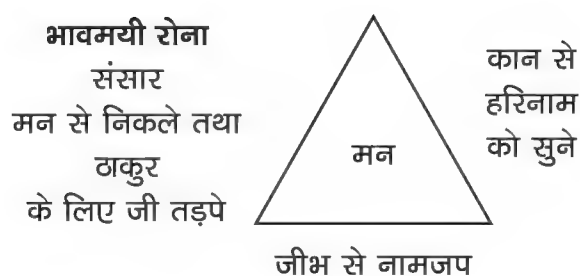 भावमयी रोना
संसार
मन से निकले तथा
ठाकुर
के लिए जी तड़पे
मन
कान से
हरिनाम
को सुने
जीभ से नामजप